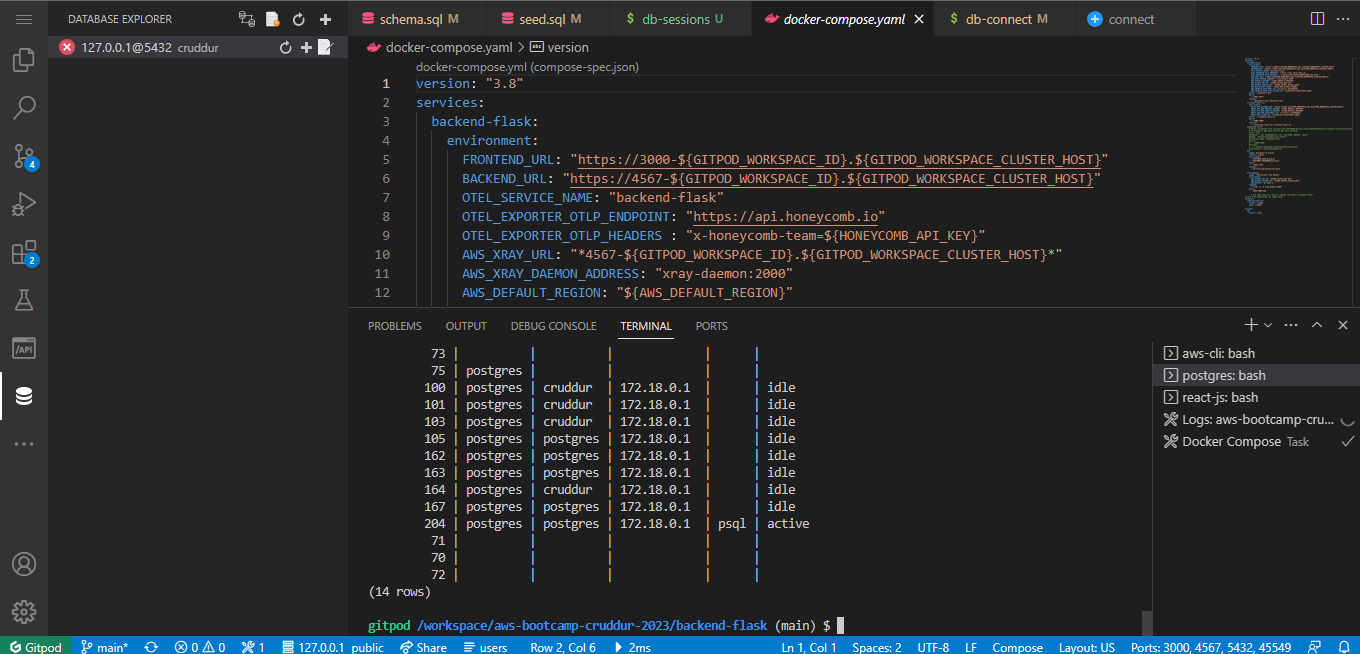 DATABASE EXPLORER
127.0.0.1@5432 cruddur
schema.sql M
seed.sql M
$ db-sessions U
docker-compose.yaml
$ db-connect M
connect
docker-compose.yaml > abc version
docker-compose.yml (compose-spec.json)
1 version: "3.8"
2 services:
3 backend-flask:
4 environment:
5 FRONTEND_URL: "https://3000-${GITPOD_WORKSPACE_ID}.${GITPOD_WORKSPACE_CLUSTER_HOST}"
6 BACKEND_URL: "https://4567-${GITPOD_WORKSPACE_ID}.${GITPOD_WORKSPACE_CLUSTER_HOST}"
7 OTEL_SERVICE_NAME: "backend-flask"
8 OTEL_EXPORTER_OTLP_ENDPOINT: "https://api.honeycomb.io"
9 OTEL_EXPORTER_OTLP_HEADERS : "x-honeycomb-team=${HONEYCOMB_API_KEY}"
10 AWS_XRAY_URL: "*4567-${GITPOD_WORKSPACE_ID}.${GITPOD_WORKSPACE_CLUSTER_HOST}*"
11 AWS_XRAY_DAEMON_ADDRESS: "xray-daemon:2000"
12 AWS_DEFAULT_REGION: "${AWS_DEFAULT_REGION}"
4
2
/API
PROBLEMS OUTPUT DEBUG CONSOLE TERMINAL PORTS
73 | | | | |
75 | postgres | | | |
100 | postgres | cruddur | 172.18.0.1 | | idle
101 | postgres | cruddur | 172.18.0.1 | | idle
103 | postgres | cruddur | 172.18.0.1 | | idle
105 | postgres | postgres | 172.18.0.1 | | idle
162 | postgres | postgres | 172.18.0.1 | | idle
163 | postgres | postgres | 172.18.0.1 | | idle
164 | postgres | cruddur | 172.18.0.1 | | idle
167 | postgres | postgres | 172.18.0.1 | | idle
204 | postgres | postgres | 172.18.0.1 | psql | active
71 | | | | |
70 | | | | |
72 | | | | |
(14 rows)
gitpod /workspace/aws-bootcamp-cruddur-2023/backend-flask (main) $
aws-cli: bash
postgres: bash
react-js: bash
Logs: aws-bootcamp-cru...
Docker Compose Task
Gitpod main* 0 0 1 127.0.0.1 public Share users Row 2, Col 6 2ms Ln 1, Col 1 Spaces: 2 UTF-8 LF Compose Layout: US Ports: 3000, 4567, 5432, 45549